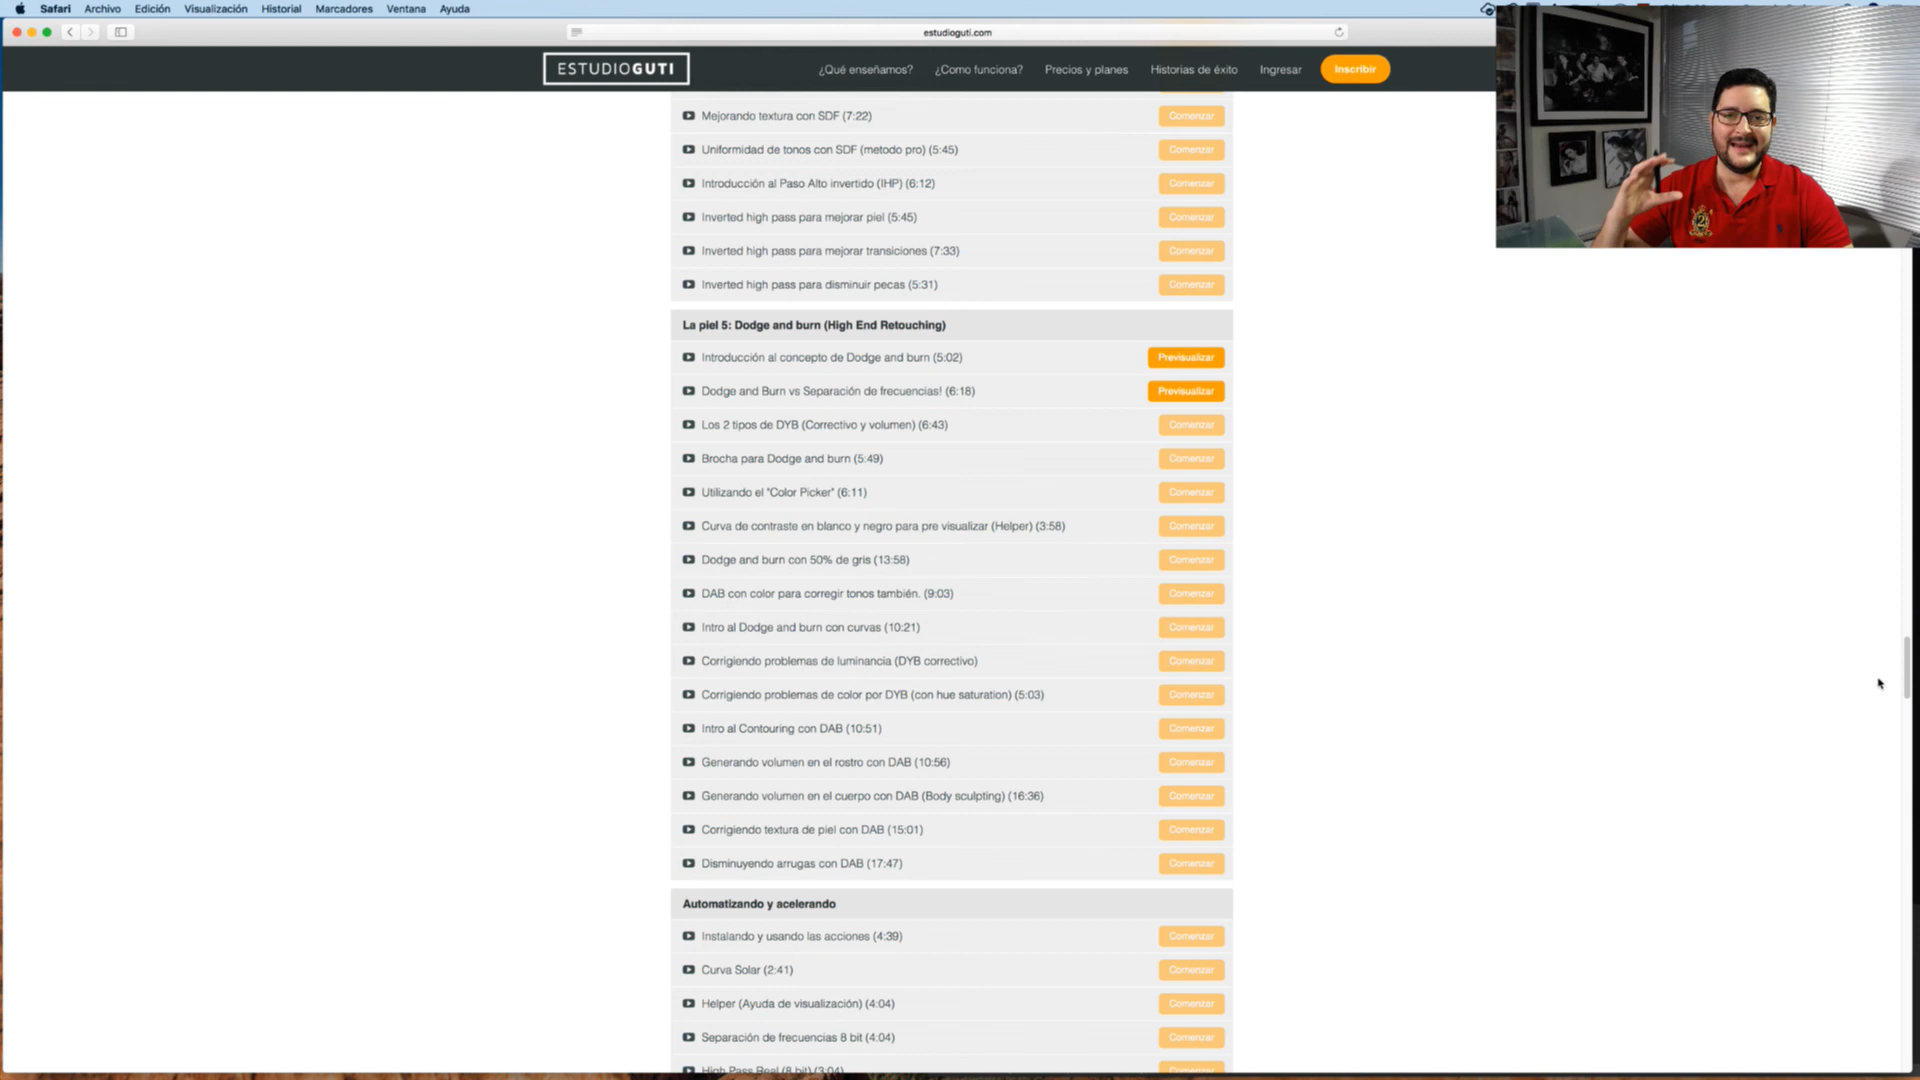 Safari Archivo Edición Visualización Historial Marcadores Ventana Ayuda
estudioguti.com
ESTUDIOGUTI ¿Qué enseñamos? ¿Como funciona? Precios y planes Historias de éxito Ingresar Inscribir
Mejorando textura con SDF (7:22) Comenzar
Uniformidad de tonos con SDF (metodo pro) (5:45) Comenzar
Introducción al Paso Alto invertido (IHP) (6:12) Comenzar
Inverted high pass para mejorar piel (5:45) Comenzar
Inverted high pass para mejorar transiciones (7:33) Comenzar
Inverted high pass para disminuir pecas (5:31) Comenzar
La piel 5: Dodge and burn (High End Retouching)
Introducción al concepto de Dodge and burn (5:02) Previsualizar
Dodge and Burn vs Separación de frecuencias! (6:18) Previsualizar
Los 2 tipos de DYB (Correctivo y volumen) (6:43) Comenzar
Brocha para Dodge and burn (5:49) Comenzar
Utilizando el "Color Picker" (6:11) Comenzar
Curva de contraste en blanco y negro para pre visualizar (Helper) (3:58) Comenzar
Dodge and burn con 50% de gris (13:58) Comenzar
DAB con color para corregir tonos también. (9:03) Comenzar
Intro al Dodge and burn con curvas (10:21) Comenzar
Corrigiendo problemas de luminancia (DYB correctivo) Comenzar
Corrigiendo problemas de color por DYB (con hue saturation) (5:03) Comenzar
Intro al Contouring con DAB (10:51) Comenzar
Generando volumen en el rostro con DAB (10:56) Comenzar
Generando volumen en el cuerpo con DAB (Body sculpting) (16:36) Comenzar
Corrigiendo textura de piel con DAB (15:01) Comenzar
Disminuyendo arrugas con DAB (17:47) Comenzar
Automatizando y acelerando
Instalando y usando las acciones (4:39) Comenzar
Curva Solar (2:41) Comenzar
Helper (Ayuda de visualización) (4:04) Comenzar
Separación de frecuencias 8 bit (4:04) Comenzar
High Pass Real (8 bit) (3:04) Comenzar